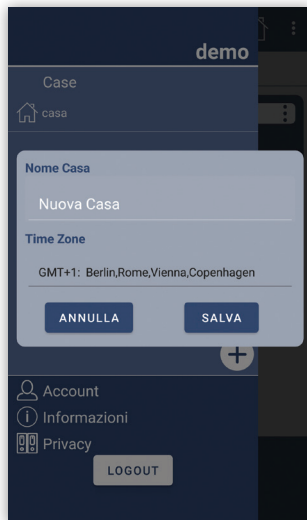 demo
Case
casa
Nome Casa
Nuova Casa
Time Zone
GMT+1: Berlin,Rome,Vienna,Copenhagen
ANNULLA SALVA
Account
Informazioni
Privacy
LOGOUT